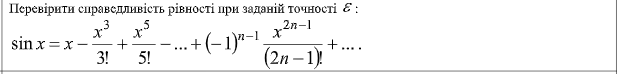 Перевірити справедливість рівності при заданій точності ε :
sin x = x − x³/3! + x⁵/5! − ... + (−1)ⁿ⁻¹ x²ⁿ⁻¹/(2n−1)! + ... .